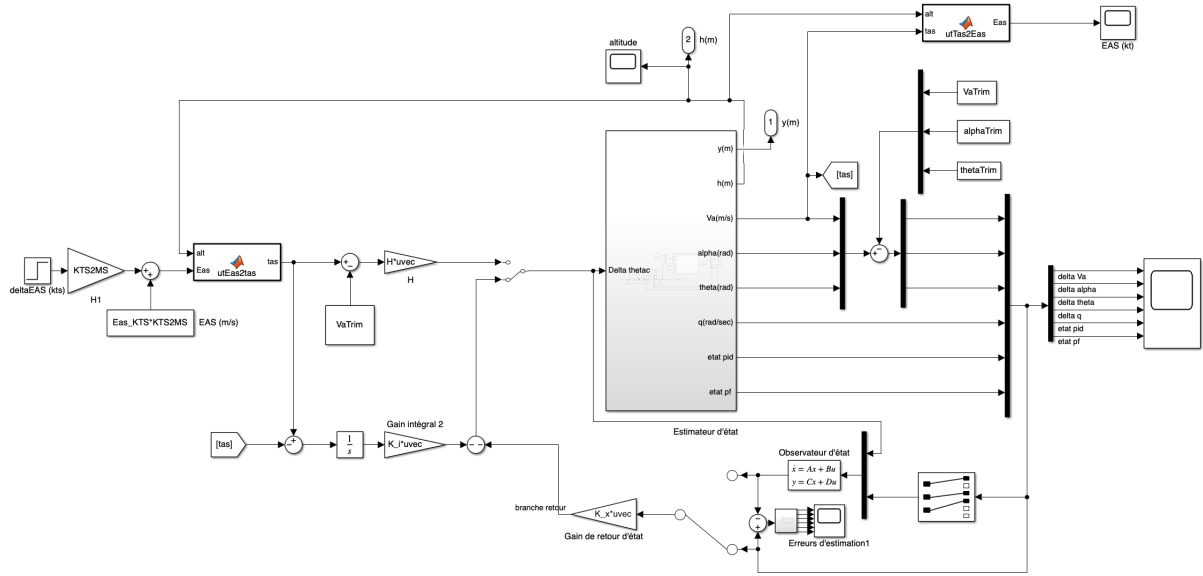 alt
tas
utTas2Eas
Eas
EAS (kt)
altitude
2
h(m)
VaTrim
alphaTrim
thetaTrim
1
y(m)
y(m)
h(m)
[tas]
Va(m/s)
alpha(rad)
theta(rad)
q(rad/sec)
etat pid
etat pf
Delta thetac
deltaEAS (kts)
KTS2MS
H1
Eas_KTS*KTS2MS
EAS (m/s)
alt
Eas
utEas2tas
tas
VaTrim
H*uvec
H
delta Va
delta alpha
delta theta
delta q
etat pid
etat pf
[tas]
1
s
Gain intégral 2
K_i*uvec
Estimateur d'état
Observateur d'état
ẋ = Ax + Bu
y = Cx + Du
branche retour
K_x*uvec
Gain de retour d'état
Erreurs d'estimation1